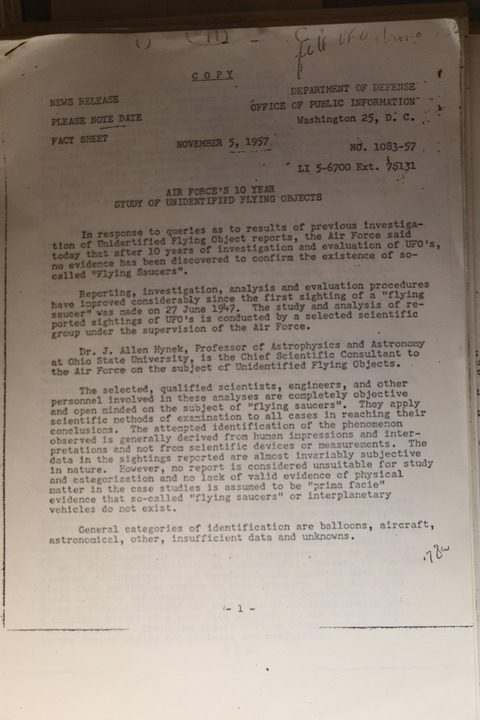 COPY
NEWS RELEASE
DEPARTMENT OF DEFENSE
PLEASE NOTE DATE
OFFICE OF PUBLIC INFORMATION
Washington 25, D. C.
FACT SHEET
NOVEMBER 5, 1957
NO. 1083-57
LI 5-6700 Ext. 75131
AIR FORCE'S 10 YEAR
STUDY OF UNIDENTIFIED FLYING OBJECTS
In response to queries as to results of previous investiga-
tion of Unidentified Flying Object reports, the Air Force said
today that after 10 years of investigation and evaluation of UFO's,
no evidence has been discovered to confirm the existence of so-
called "Flying Saucers".
Reporting, investigation, analysis and evaluation procedures
have improved considerably since the first sighting of a "flying
saucer" was made on 27 June 1947. The study and analysis of re-
ported sightings of UFO's is conducted by a selected scientific
group under the supervision of the Air Force.
Dr. J. Allen Hynek, Professor of Astrophysics and Astronomy
at Ohio State University, is the Chief Scientific Consultant to
the Air Force on the subject of Unidentified Flying Objects.
The selected, qualified scientists, engineers, and other
personnel involved in these analyses are completely objective
and open minded on the subject of "flying saucers". They apply
scientific methods of examination to all cases in reaching their
conclusions. The attempted identification of the phenomenon
observed is generally derived from human impressions and inter-
pretations and not from scientific devices or measurements. The
data in the sightings reported are almost invariably subjective
in nature. However, no report is considered unsuitable for study
and categorization and no lack of valid evidence of physical
matter in the case studies is assumed to be "prima facie"
evidence that so-called "flying saucers" or interplanetary
vehicles do not exist.
General categories of identification are balloons, aircraft,
astronomical, other, insufficient data and unknowns.
- 1 -